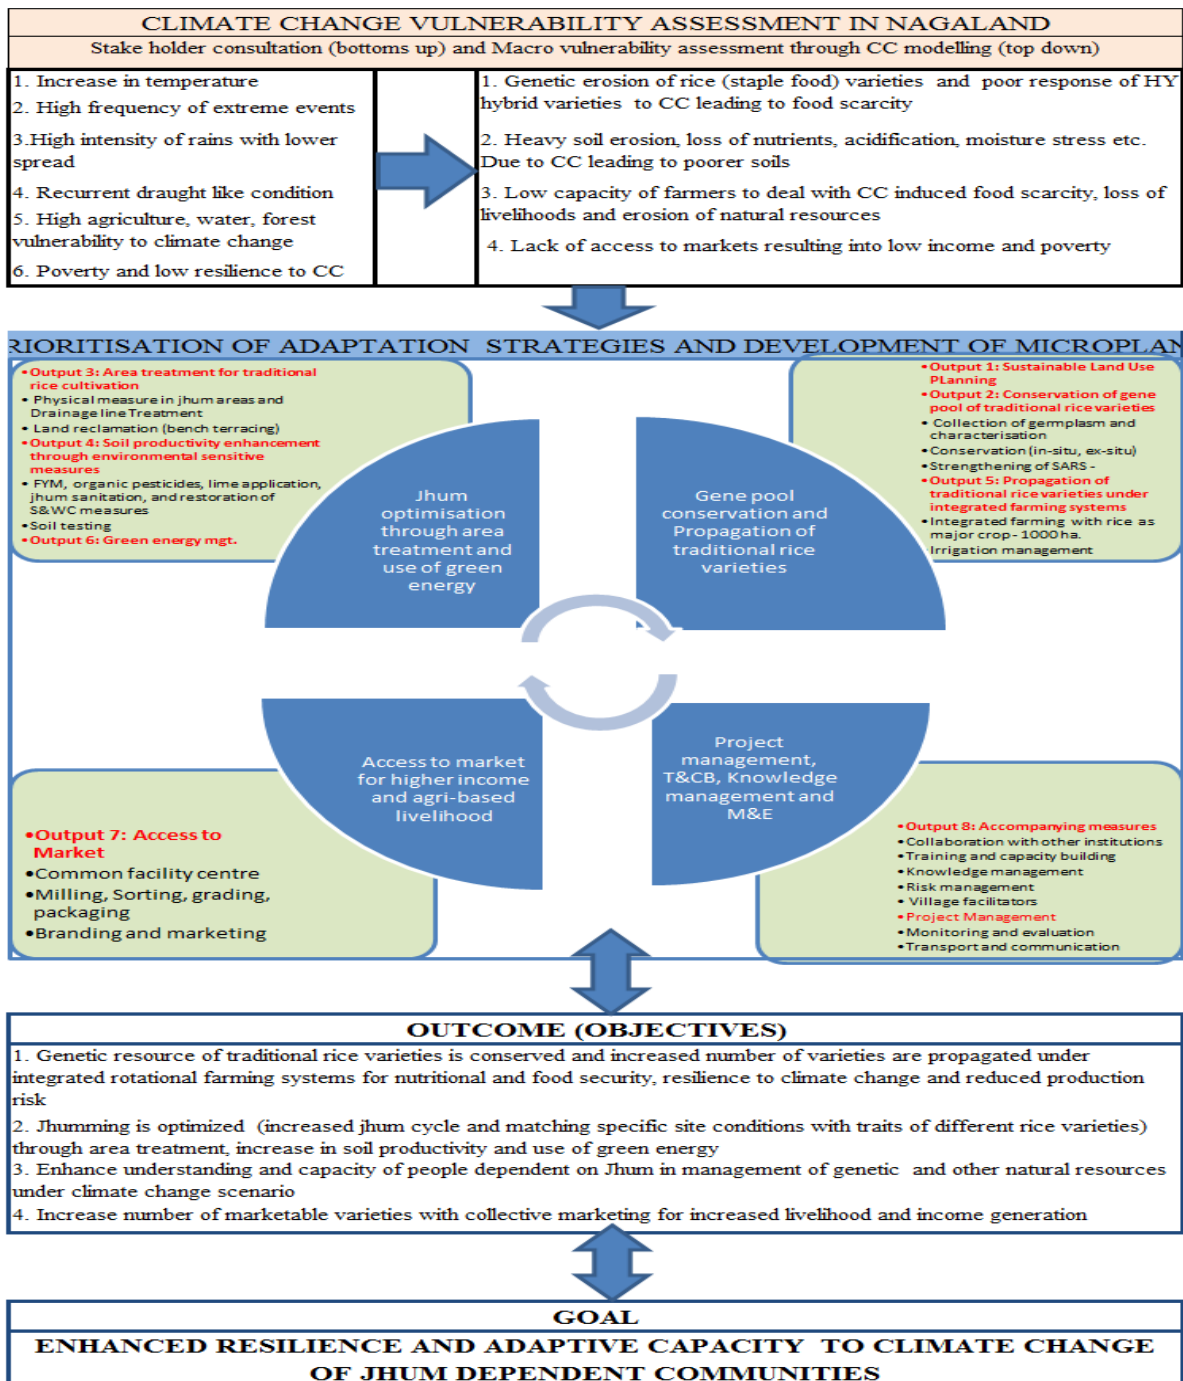 CLIMATE CHANGE VULNERABILITY ASSESSMENT IN NAGALAND
Stake holder consultation (bottoms up) and Macro vulnerability assessment through CC modelling (top down)
1. Increase in temperature
2. High frequency of extreme events
3.High intensity of rains with lower
spread
4. Recurrent draught like condition
5. High agriculture, water, forest
vulnerability to climate change
6. Poverty and low resilience to CC
1. Genetic erosion of rice (staple food) varieties and poor response of HY
hybrid varieties to CC leading to food scarcity
2. Heavy soil erosion, loss of nutrients, acidification, moisture stress etc.
Due to CC leading to poorer soils
3. Low capacity of farmers to deal with CC induced food scarcity, loss of
livelihoods and erosion of natural resources
4. Lack of access to markets resulting into low income and poverty
RIORITISATION OF ADAPTATION STRATEGIES AND DEVELOPMENT OF MICROPLAN
•Output 3: Area treatment for traditional
rice cultivation
• Physical measure in jhum areas and
Drainage line Treatment
• Land reclamation (bench terracing)
•Output 4: Soil productivity enhancement
through environmental sensitive
measures
• FYM, organic pesticides, lime application,
jhum sanitation, and restoration of
S&WC measures
•Soil testing
•Output 6: Green energy mgt.
•Output 1: Sustainable Land Use
PLanning
•Output 2: Conservation of gene
pool of traditional rice varieties
•Collection of germplasm and
characterisation
•Conservation (in-situ, ex-situ)
•Strengthening of SARS -
•Output 5: Propagation of
traditional rice varieties under
integrated farming systems
•Integrated farming with rice as
major crop - 1000 ha.
Irrigation management
Jhum
optimisation
through area
treatment and
use of green
energy
Gene pool
conservation and
Propagation of
traditional rice
varieties
Access to market
for higher income
and agri-based
livelihood
Project
management,
T&CB, Knowledge
management and
M&E
•Output 7: Access to
Market
•Common facility centre
•Milling, Sorting, grading,
packaging
•Branding and marketing
•Output 8: Accompanying measures
•Collaboration with other institutions
•Training and capacity building
•Knowledge management
•Risk management
• Village facilitators
•Project Management
•Monitoring and evaluation
•Transport and communication
OUTCOME (OBJECTIVES)
1. Genetic resource of traditional rice varieties is conserved and increased number of varieties are propagated under
integrated rotational farming systems for nutritional and food security, resilience to climate change and reduced production
risk
2. Jhumming is optimized (increased jhum cycle and matching specific site conditions with traits of different rice varieties)
through area treatment, increase in soil productivity and use of green energy
3. Enhance understanding and capacity of people dependent on Jhum in management of genetic and other natural resources
under climate change scenario
4. Increase number of marketable varieties with collective marketing for increased livelihood and income generation
GOAL
ENHANCED RESILIENCE AND ADAPTIVE CAPACITY TO CLIMATE CHANGE
OF JHUM DEPENDENT COMMUNITIES